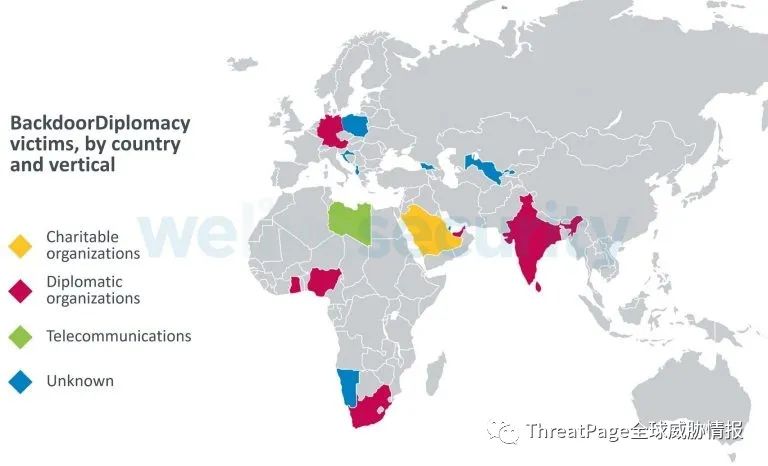 BackdoorDiplomacy
victims, by country
and vertical
Charitable
organizations
Diplomatic
organizations
Telecommunications
Unknown
ThreatPage全球威胁情报